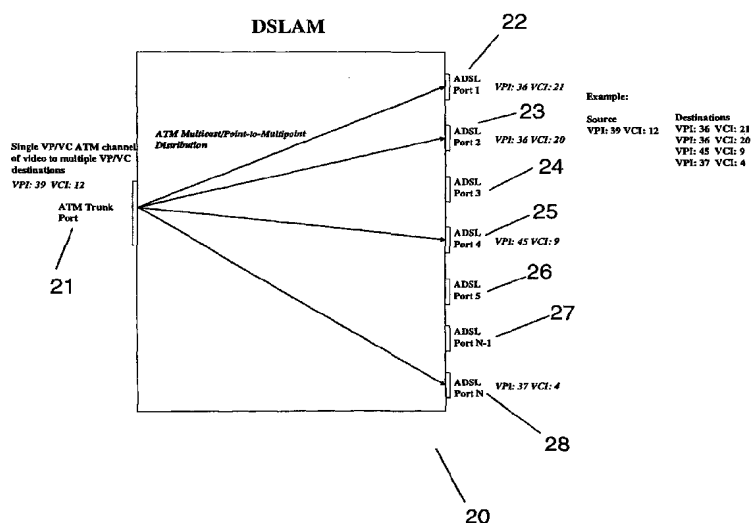 DSLAM
22
ADSL
Port 1
VPI: 36 VCI: 21
Example:
23
Source
VPI: 39 VCI: 12
Destinations
VPI: 36 VCI: 21
VPI: 36 VCI: 20
VPI: 45 VCI: 9
VPI: 37 VCI: 4
ATM Multicast/Point-to-Multipoint
Distribution
ADSL
Port 2
VPI: 36 VCI: 20
Single VP/VC ATM channel
of video to multiple VP/VC
destinations
VPI: 39 VCI: 12
24
ADSL
Port 3
ATM Trunk
Port
25
ADSL
Port 4
VPI: 45 VCI: 9
21
26
ADSL
Port 5
27
ADSL
Port N-1
ADSL
Port N
VPI: 37 VCI: 4
28
20